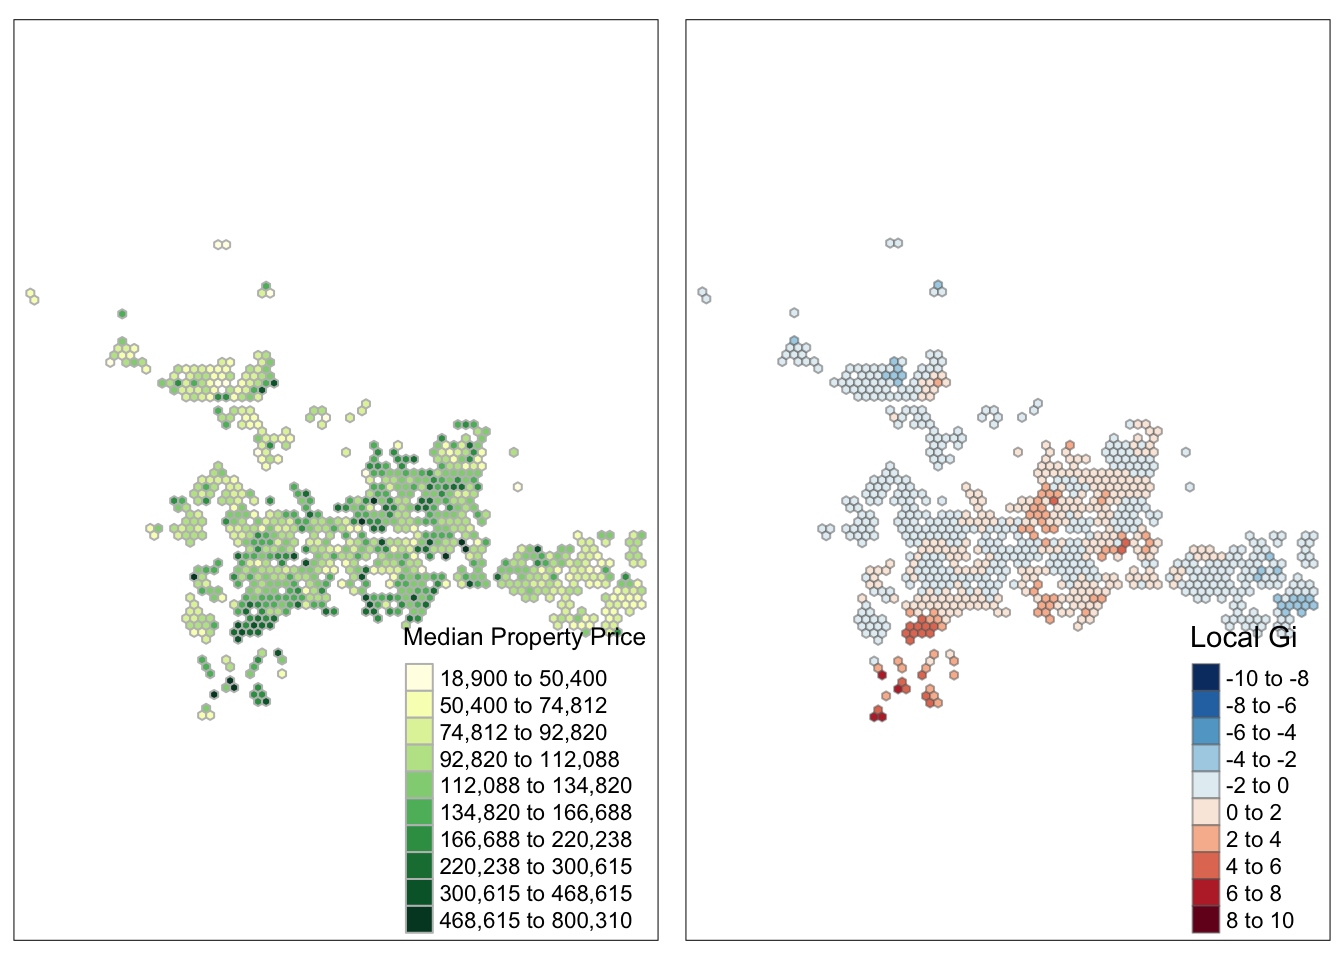 Median Property Price
18,900 to 50,400
50,400 to 74,812
74,812 to 92,820
92,820 to 112,088
112,088 to 134,820
134,820 to 166,688
166,688 to 220,238
220,238 to 300,615
300,615 to 468,615
468,615 to 800,310
Local Gi
-10 to -8
-8 to -6
-6 to -4
-4 to -2
-2 to 0
0 to 2
2 to 4
4 to 6
6 to 8
8 to 10